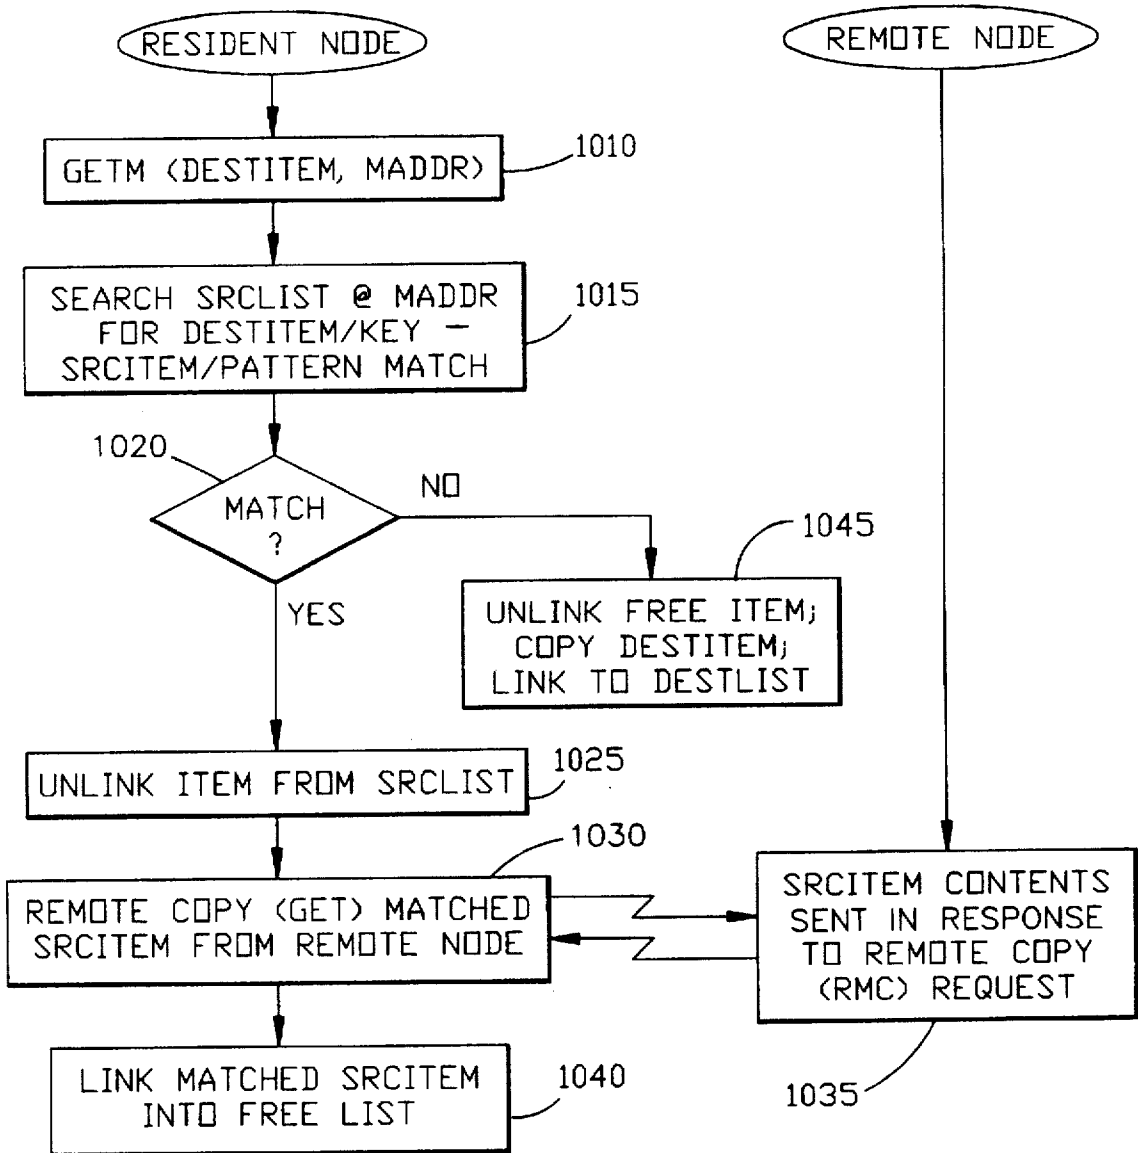 RESIDENT NODE
REMOTE NODE
GETM (DESTITEM, MADDR)
1010
SEARCH SRCLIST @ MADDR
FOR DESTITEM/KEY -
SRCITEM/PATTERN MATCH
1015
1020
MATCH
?
NO
YES
1045
UNLINK FREE ITEM;
COPY DESTITEM;
LINK TO DESTLIST
UNLINK ITEM FROM SRCLIST
1025
1030
REMOTE COPY (GET) MATCHED
SRCITEM FROM REMOTE NODE
SRCITEM CONTENTS
SENT IN RESPONSE
TO REMOTE COPY
(RMC) REQUEST
1035
LINK MATCHED SRCITEM
INTO FREE LIST
1040